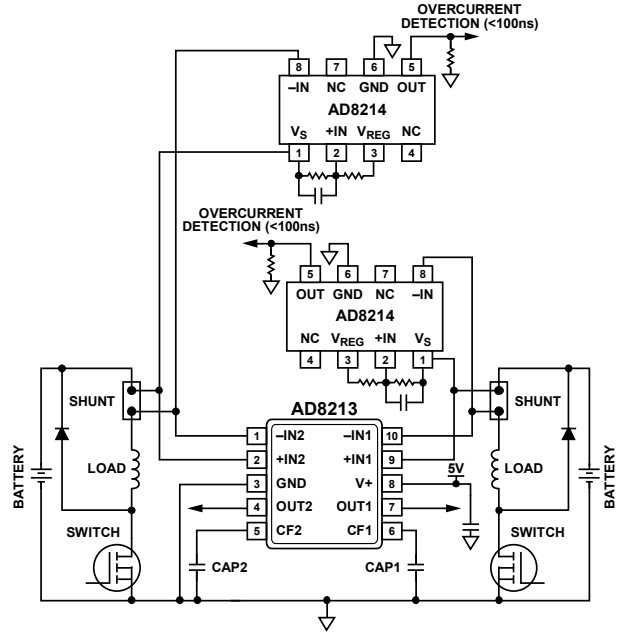 OVERCURRENT
DETECTION (<100ns)
8 7 6 5
–IN NC GND OUT
AD8214
VS +IN VREG NC
1 2 3 4
OVERCURRENT
DETECTION (<100ns)
5 6 7 8
OUT GND NC –IN
AD8214
NC VREG +IN VS
4 3 2 1
AD8213
SHUNT
SHUNT
1 –IN2 –IN1 10
2 +IN2 +IN1 9
3 GND V+ 8
4 OUT2 OUT1 7
5 CF2 CF1 6
5V
LOAD
LOAD
BATTERY
BATTERY
SWITCH
SWITCH
CAP2
CAP1